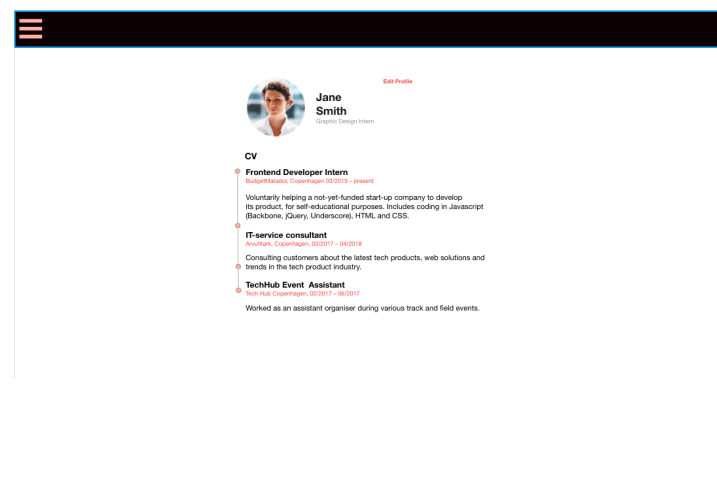 Edit Profile
Jane
Smith
Graphic Design Intern
CV
Frontend Developer Intern
BudgetMatador, Copenhagen 03/2019 – present
Voluntarily helping a not-yet-funded start-up company to develop
its product, for self-educational purposes. Includes coding in Javascript
(Backbone, jQuery, Underscore), HTML and CSS.
IT-service consultant
Arvutitark, Copenhagen, 03/2017 – 04/2018
Consulting customers about the latest tech products, web solutions and
trends in the tech product industry.
TechHub Event Assistant
Tech Hub Copenhagen, 02/2017 – 06/2017
Worked as an assistant organiser during various track and field events.